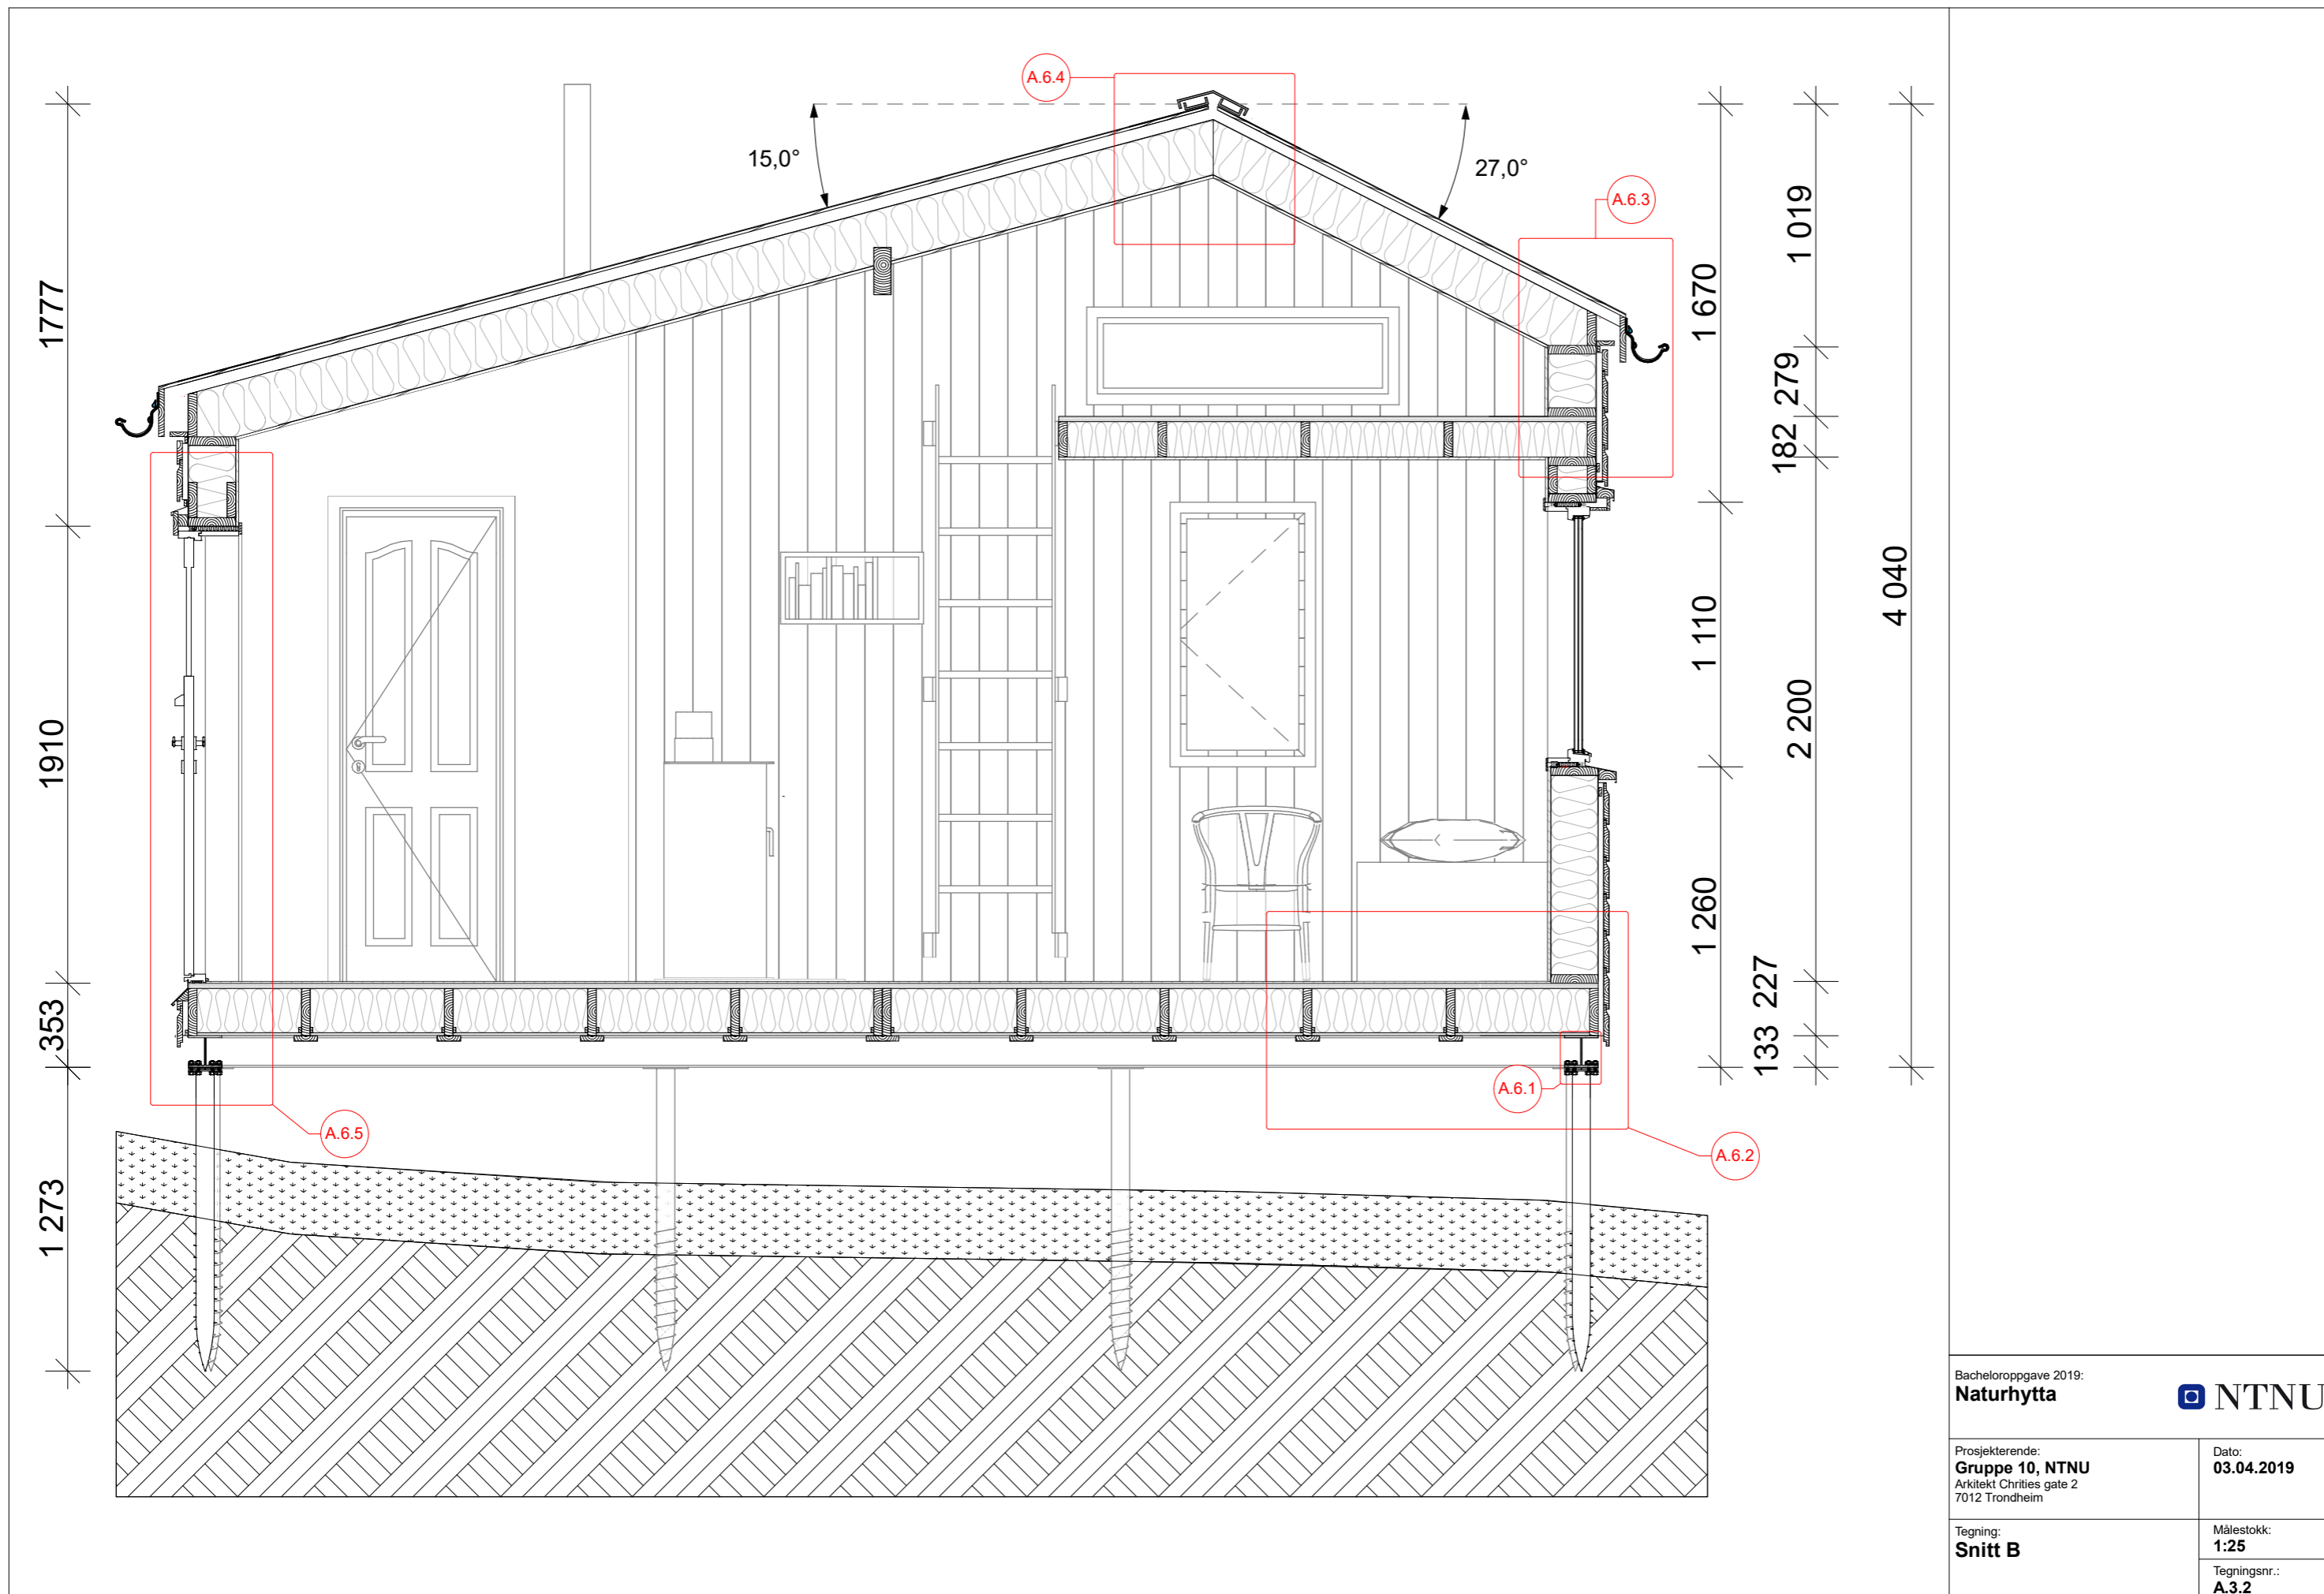 A.6.4
15,0°
27,0°
A.6.3
1777
1910
353
1 273
1 670
1 110
1 260
1 019
279
182
2 200
227
133
4 040
A.6.1
A.6.5
A.6.2
Bacheloroppgave 2019:
Naturhytta
NTNU
Prosjekterende:
Gruppe 10, NTNU
Arkitekt Chrities gate 2
7012 Trondheim
Dato:
03.04.2019
Tegning:
Snitt B
Målestokk:
1:25
Tegningsnr.:
A.3.2